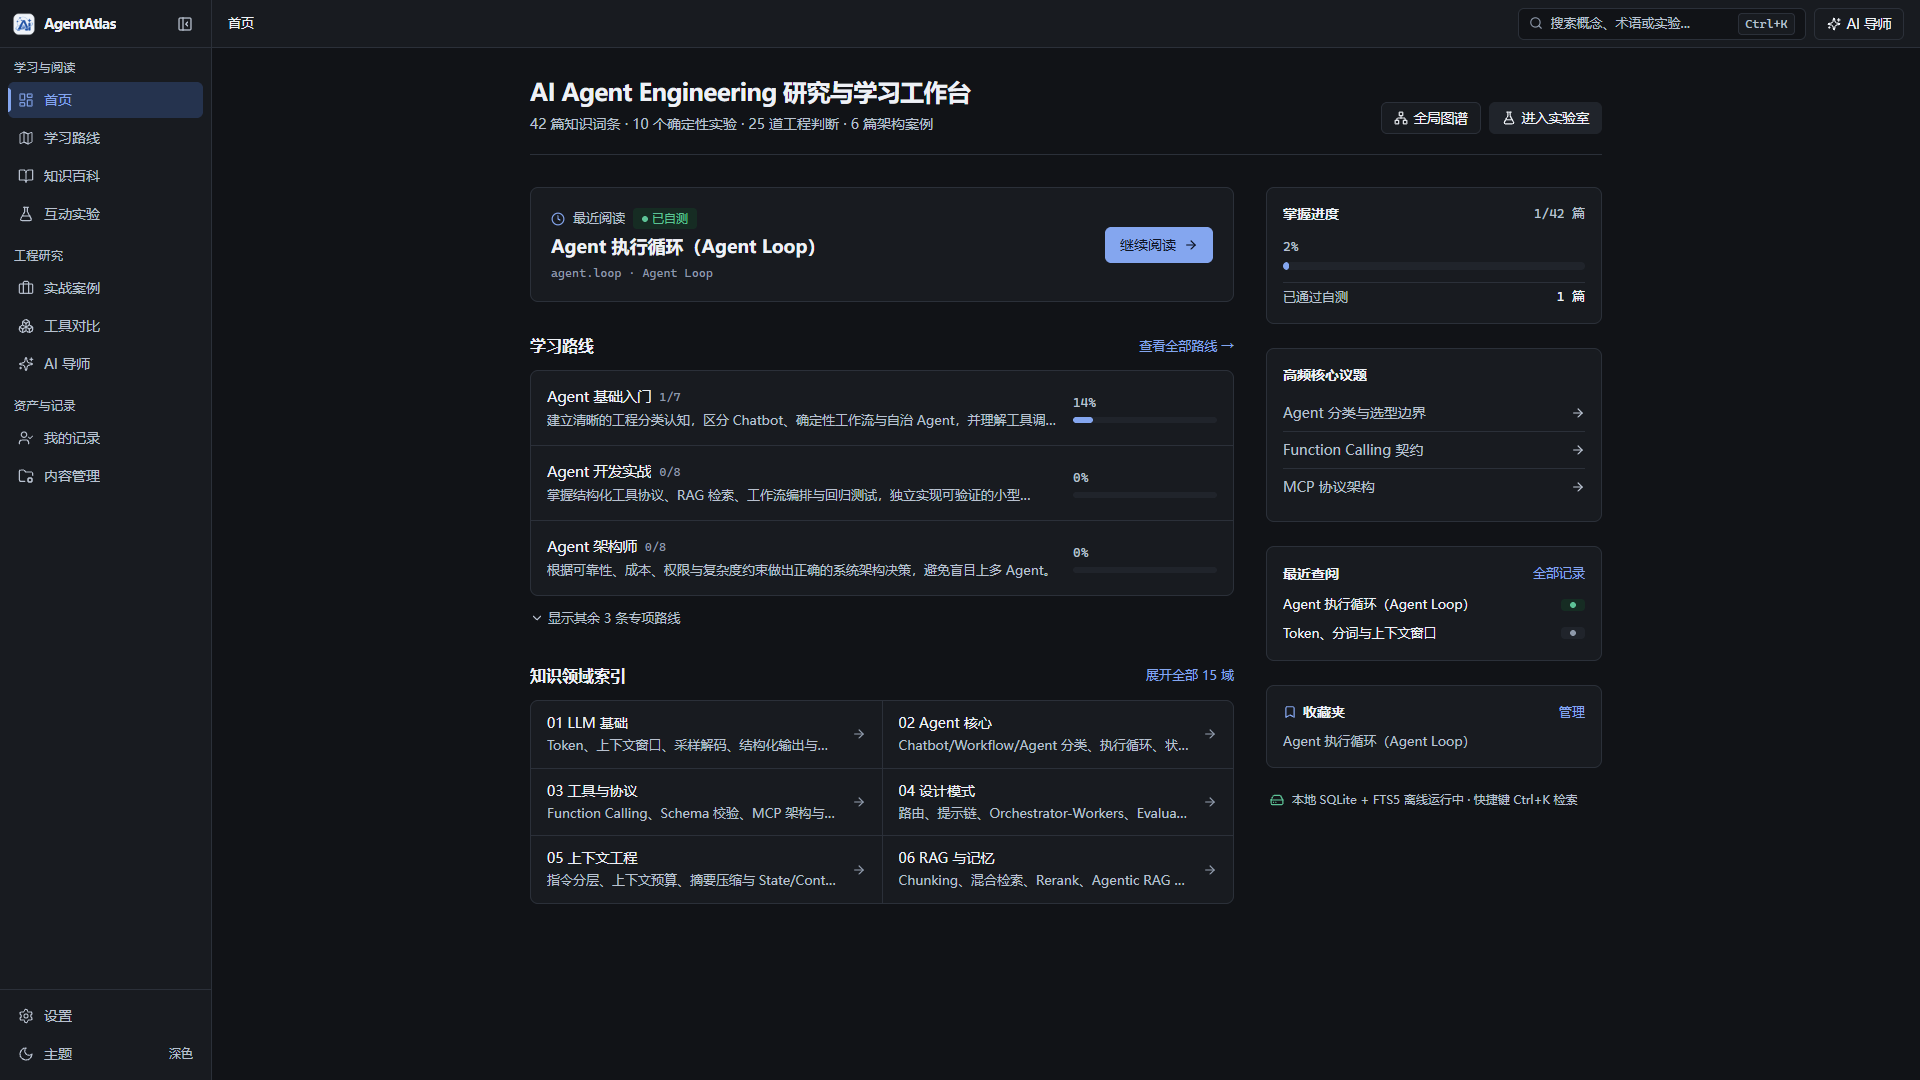 AgentAtlas
首页
搜索概念、术语或实验...
Ctrl+K
AI 导师
学习与阅读
首页
学习路线
知识百科
互动实验
工程研究
实战案例
工具对比
AI 导师
资产与记录
我的记录
内容管理
设置
主题
深色
AI Agent Engineering 研究与学习工作台
42 篇知识词条 · 10 个确定性实验 · 25 道工程判断 · 6 篇架构案例
全局图谱
进入实验室
最近阅读
已自测
Agent 执行循环（Agent Loop）
agent.loop · Agent Loop
继续阅读 →
学习路线
查看全部路线 →
Agent 基础入门 1/7
建立清晰的工程分类认知，区分 Chatbot、确定性工作流与自治 Agent，并理解工具调...
14%
Agent 开发实战 0/8
掌握结构化工具协议、RAG 检索、工作流编排与回归测试，独立实现可验证的小型...
0%
Agent 架构师 0/8
根据可靠性、成本、权限与复杂度约束做出正确的系统架构决策，避免盲目上多 Agent。
0%
显示其余 3 条专项路线
知识领域索引
展开全部 15 域
01 LLM 基础
Token、上下文窗口、采样解码、结构化输出与...
02 Agent 核心
Chatbot/Workflow/Agent 分类、执行循环、状...
03 工具与协议
Function Calling、Schema 校验、MCP 架构与...
04 设计模式
路由、提示链、Orchestrator-Workers、Evalua...
05 上下文工程
指令分层、上下文预算、摘要压缩与 State/Cont...
06 RAG 与记忆
Chunking、混合检索、Rerank、Agentic RAG ...
掌握进度
1/42 篇
2%
已通过自测
1 篇
高频核心议题
Agent 分类与选型边界
Function Calling 契约
MCP 协议架构
最近查阅
全部记录
Agent 执行循环（Agent Loop）
Token、分词与上下文窗口
收藏夹
管理
Agent 执行循环（Agent Loop）
本地 SQLite + FTS5 离线运行中 · 快捷键 Ctrl+K 检索